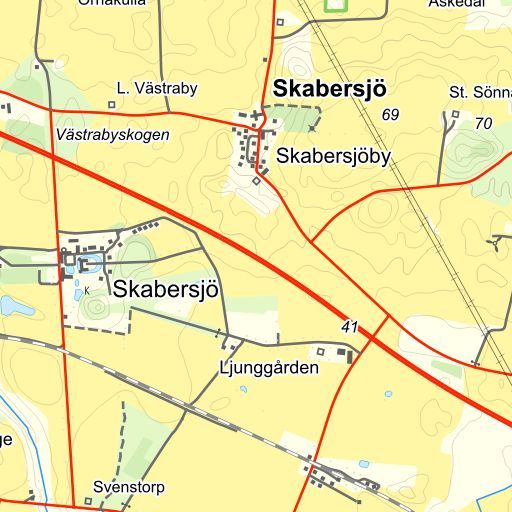 L. Västraby
Skabersjö
St. Sönna
69
70
Västrabyskogen
Skabersjöby
K
Skabersjö
41
Ljunggården
Svenstorp